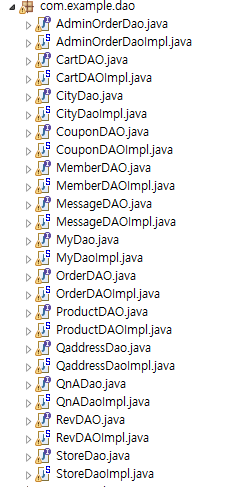 com.example.dao
AdminOrderDao.java
AdminOrderDaoImpl.java
CartDAO.java
CartDAOImpl.java
CityDao.java
CityDaoImpl.java
CouponDAO.java
CouponDAOImpl.java
MemberDAO.java
MemberDAOImpl.java
MessageDAO.java
MessageDAOImpl.java
MyDao.java
MyDaoImpl.java
OrderDAO.java
OrderDAOImpl.java
ProductDAO.java
ProductDAOImpl.java
QaddressDao.java
QaddressDaoImpl.java
QnADao.java
QnADaoImpl.java
RevDAO.java
RevDAOImpl.java
StoreDao.java
StoreDaoImpl.java